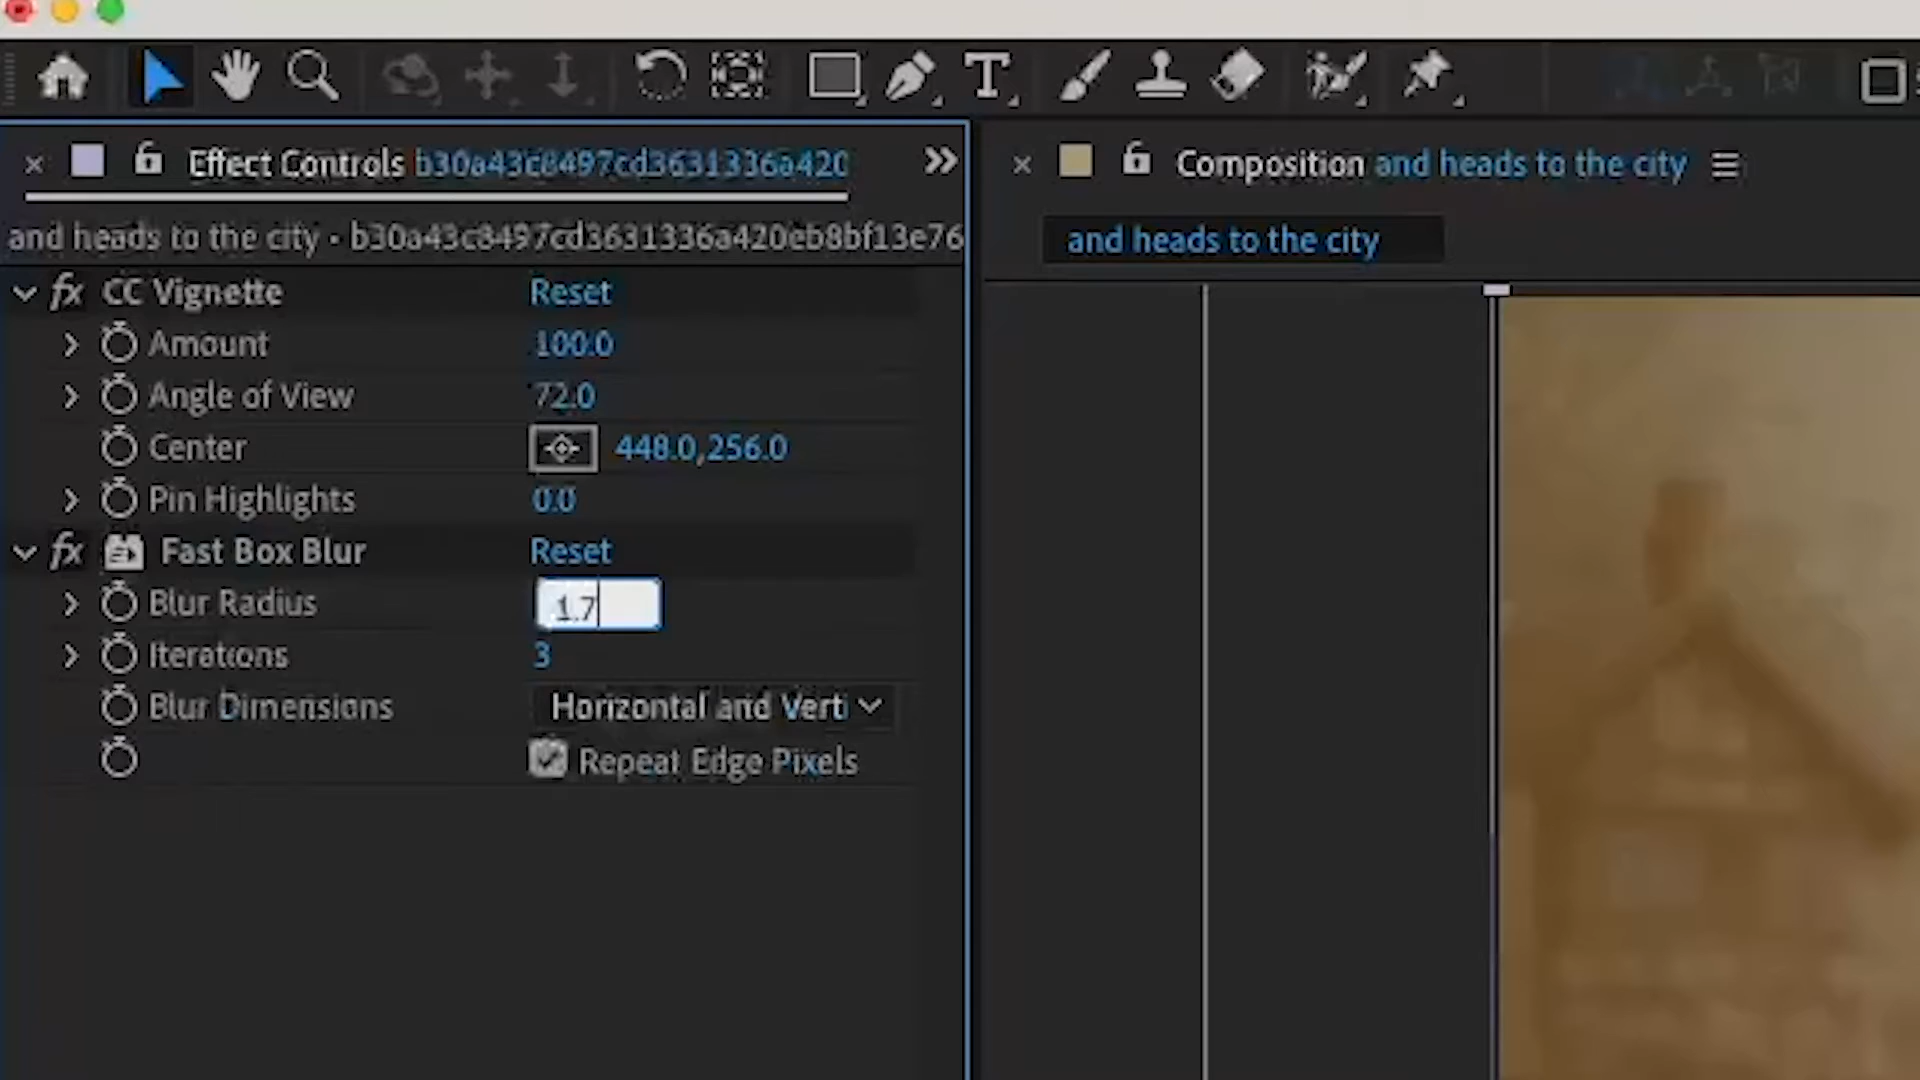 Effect Controls b30a43c8497cd3631336a420
Composition and heads to the city
and heads to the city • b30a43c8497cd3631336a420eb8bf13e76
and heads to the city
fx CC Vignette Reset
Amount 100.0
Angle of View 72.0
Center 448.0,256.0
Pin Highlights 0.0
fx Fast Box Blur Reset
Blur Radius 1.7
Iterations 3
Blur Dimensions Horizontal and Verti
Repeat Edge Pixels